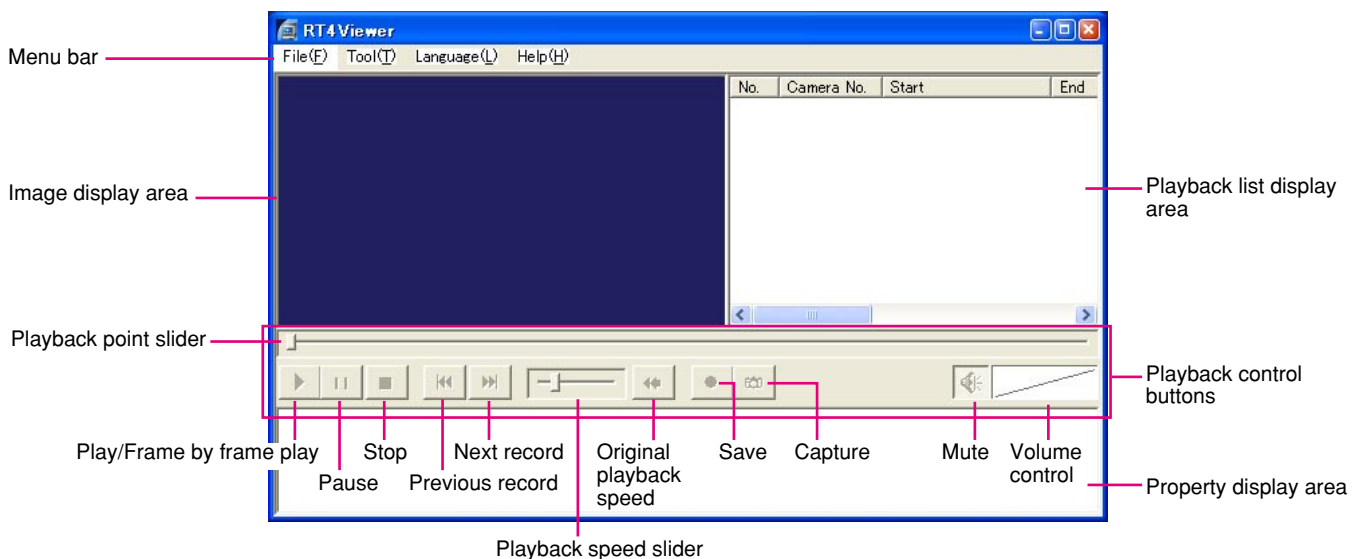 RT4Viewer
Menu bar
File(F) Tool(T) Language(L) Help(H)
No. Camera No. Start End
Image display area
Playback list display
area
Playback point slider
Playback control
buttons
Play/Frame by frame play
Stop
Next record
Original
playback
speed
Save
Capture
Mute
Volume
control
Pause
Previous record
Property display area
Playback speed slider